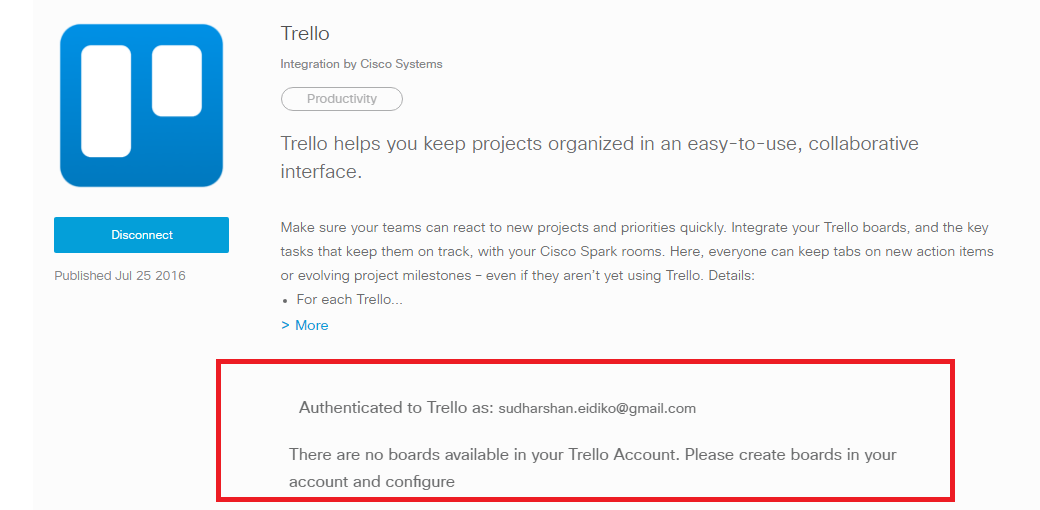 Trello
Integration by Cisco Systems
Productivity
Trello helps you keep projects organized in an easy-to-use, collaborative
interface.
Disconnect
Published Jul 25 2016
Make sure your teams can react to new projects and priorities quickly. Integrate your Trello boards, and the key
tasks that keep them on track, with your Cisco Spark rooms. Here, everyone can keep tabs on new action items
or evolving project milestones – even if they aren't yet using Trello. Details:
• For each Trello...
> More
Authenticated to Trello as: sudharshan.eidiko@gmail.com
There are no boards available in your Trello Account. Please create boards in your
account and configure